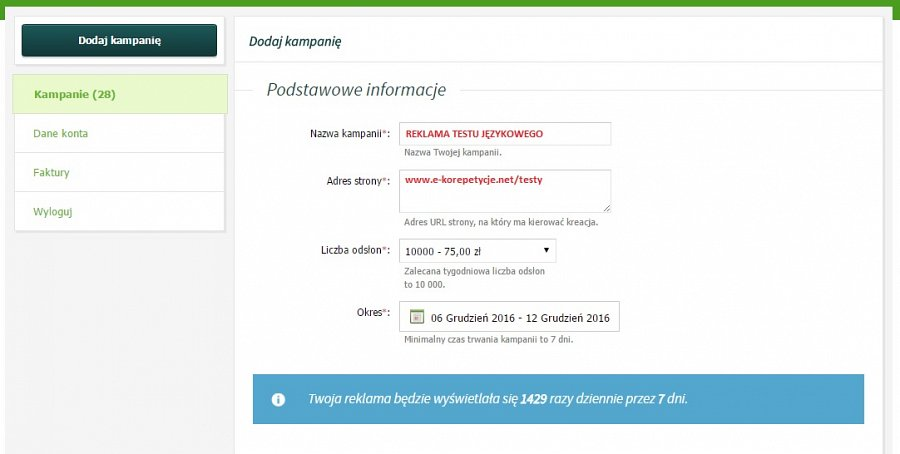 Dodaj kampanię
Dodaj kampanię
Kampanie (28)
Dane konta
Faktury
Wyloguj
Podstawowe informacje
Nazwa kampanii*: REKLAMA TESTU JĘZYKOWEGO
Nazwa Twojej kampanii.
Adres strony*: www.e-korepetycje.net/testy
Adres URL strony, na który ma kierować kreacja.
Liczba odsłon*: 10000 - 75,00 zł
Zalecana tygodniowa liczba odsłon
to 10 000.
Okres*: 06 Grudzień 2016 - 12 Grudzień 2016
Minimalny czas trwania kampanii to 7 dni.
Twoja reklama będzie wyświetlała się 1429 razy dziennie przez 7 dni.